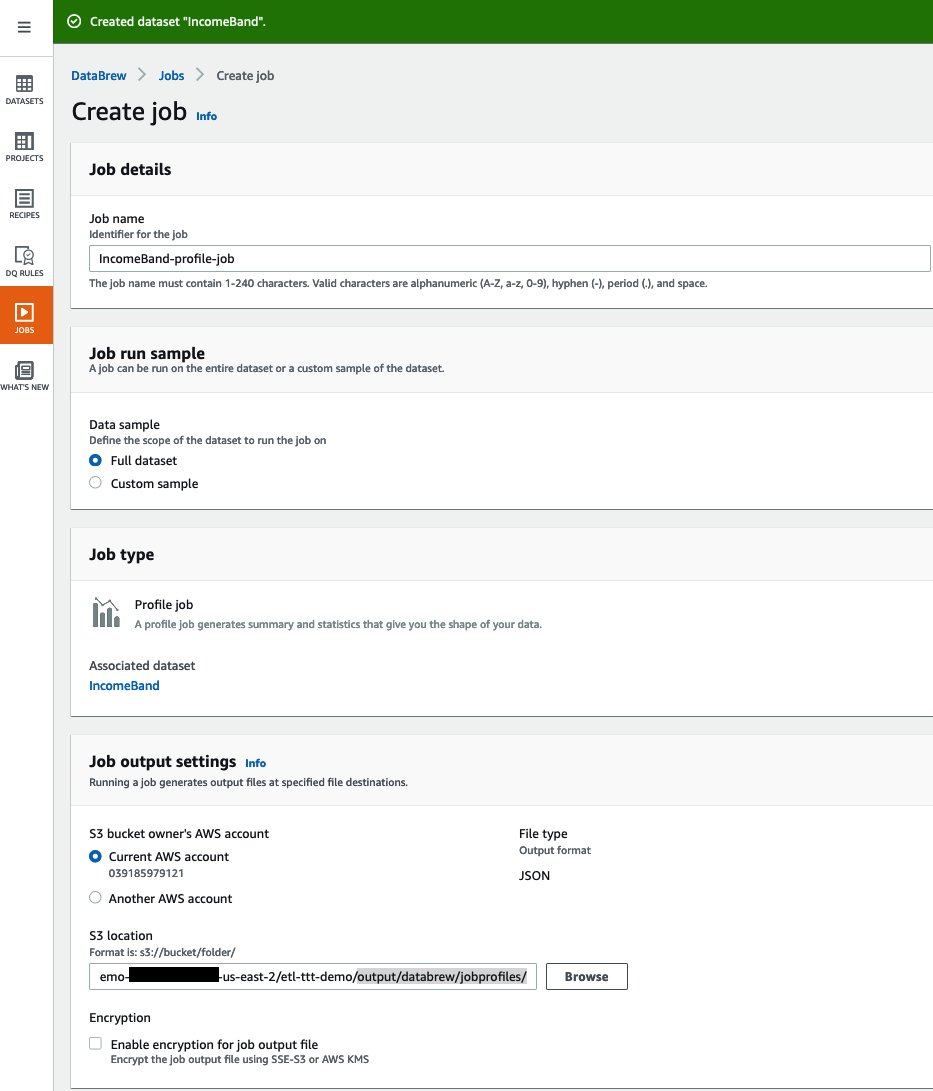 Created dataset "IncomeBand".
DATASETS
PROJECTS
RECIPES
DQ RULES
JOBS
WHAT'S NEW
DataBrew > Jobs > Create job
Create job Info
Job details
Job name
Identifier for the job
IncomeBand-profile-job
The job name must contain 1-240 characters. Valid characters are alphanumeric (A-Z, a-z, 0-9), hyphen (-), period (.), and space.
Job run sample
A job can be run on the entire dataset or a custom sample of the dataset.
Data sample
Define the scope of the dataset to run the job on
Full dataset
Custom sample
Job type
Profile job
A profile job generates summary and statistics that give you the shape of your data.
Associated dataset
IncomeBand
Job output settings Info
Running a job generates output files at specified file destinations.
S3 bucket owner's AWS account
Current AWS account
039185979121
Another AWS account
File type
Output format
JSON
S3 location
Format is: s3://bucket/folder/
emo- -us-east-2/etl-ttt-demo/output/databrew/jobprofiles/
Browse
Encryption
Enable encryption for job output file
Encrypt the job output file using SSE-S3 or AWS KMS